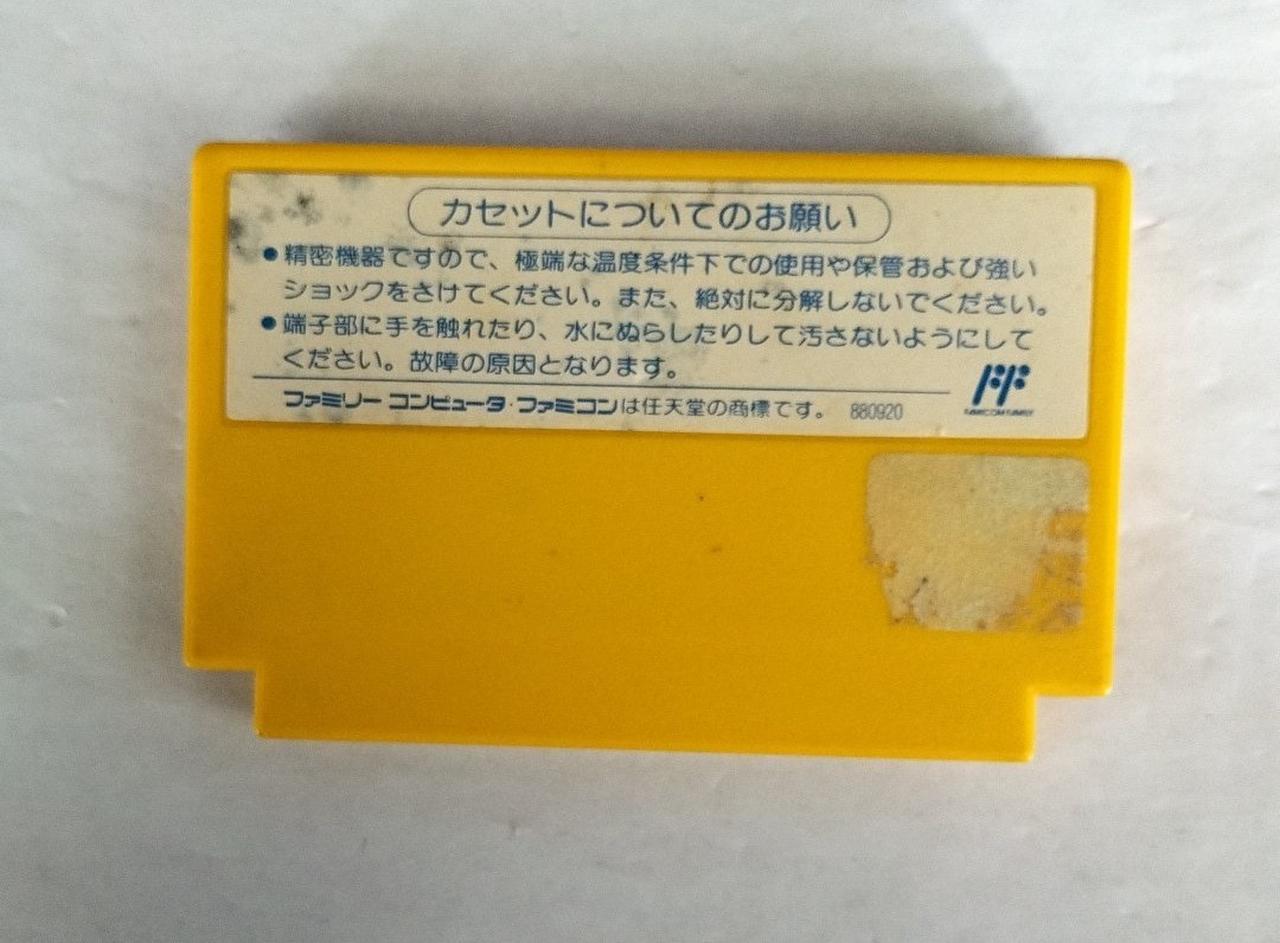 カセットについてのお願い
●精密機器ですので、極端な温度条件下での使用や保管および強い
ショックをさけてください。また、絶対に分解しないでください。
●端子部に手を触れたり、水にぬらしたりして汚さないようにして
ください。故障の原因となります。
ファミリーコンピュータ・ファミコンは任天堂の商標です。 880920
FF
FAMICOM FAMILY